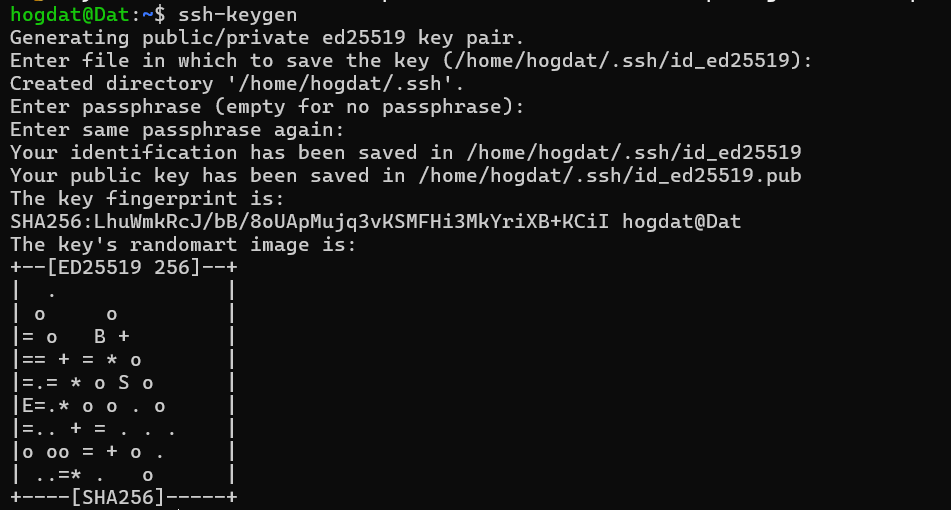 hogdat@Dat:~$ ssh-keygen
Generating public/private ed25519 key pair.
Enter file in which to save the key (/home/hogdat/.ssh/id_ed25519):
Created directory '/home/hogdat/.ssh'.
Enter passphrase (empty for no passphrase):
Enter same passphrase again:
Your identification has been saved in /home/hogdat/.ssh/id_ed25519
Your public key has been saved in /home/hogdat/.ssh/id_ed25519.pub
The key fingerprint is:
SHA256:LhuWmkRcJ/bB/8oUApMujq3vKSMFHi3MkYriXB+KCiI hogdat@Dat
The key's randomart image is:
+--[ED25519 256]--+
|  .              |
| o     o         |
|= o   B +        |
|== + = * o       |
|=.= * o S o      |
|E=.* o o . o     |
|=.. + = . . .    |
|o oo = + o .     |
| ..=* .   o      |
+----[SHA256]-----+